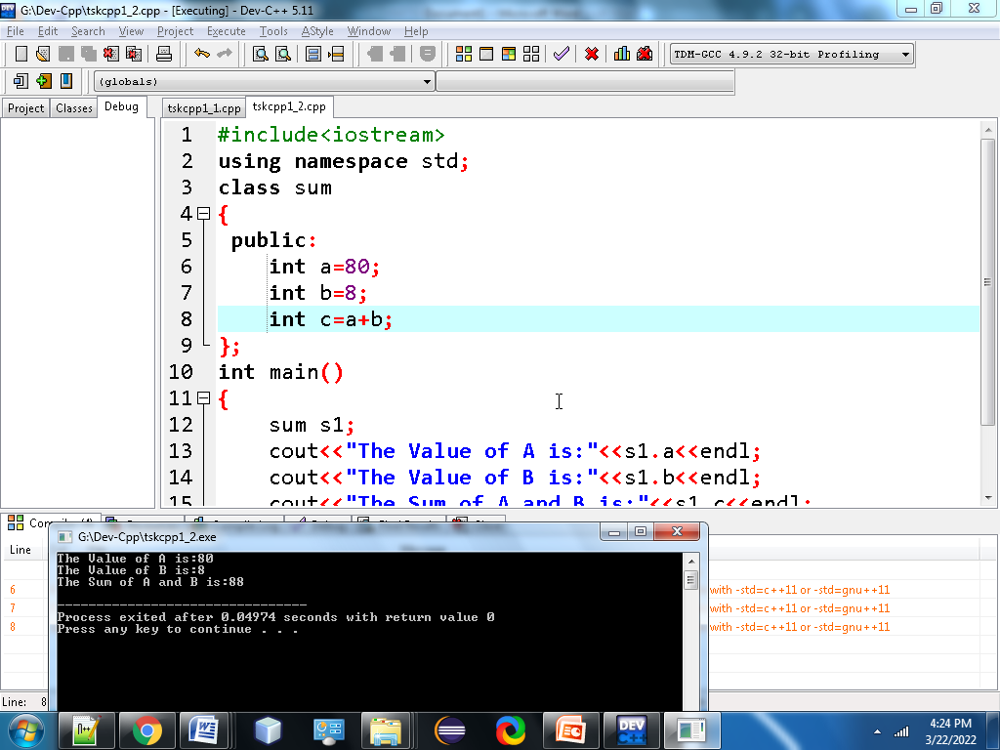 G:\Dev-Cpp\tskcpp1_2.cpp - [Executing] - Dev-C++ 5.11
File Edit Search View Project Execute Tools AStyle Window Help
TDM-GCC 4.9.2 32-bit Profiling
(globals)
Project Classes Debug
tskcpp1_1.cpp tskcpp1_2.cpp
1 #include<iostream>
2 using namespace std;
3 class sum
4 {
5 public:
6 int a=80;
7 int b=8;
8 int c=a+b;
9 };
10 int main()
11 {
12 sum s1;
13 cout<<"The Value of A is:"<<s1.a<<endl;
14 cout<<"The Value of B is:"<<s1.b<<endl;
15 cout<<"The Sum of A and B is:"<<s1.c<<endl;
Line
G:\Dev-Cpp\tskcpp1_2.exe
The Value of A is:80
The Value of B is:8
The Sum of A and B is:88
--------------------------------
Process exited after 0.04974 seconds with return value 0
Press any key to continue . . .
6 with -std=c++11 or -std=gnu++11
7 with -std=c++11 or -std=gnu++11
8 with -std=c++11 or -std=gnu++11
Line: 8
n++
W
DEV
C++
4:24 PM
3/22/2022